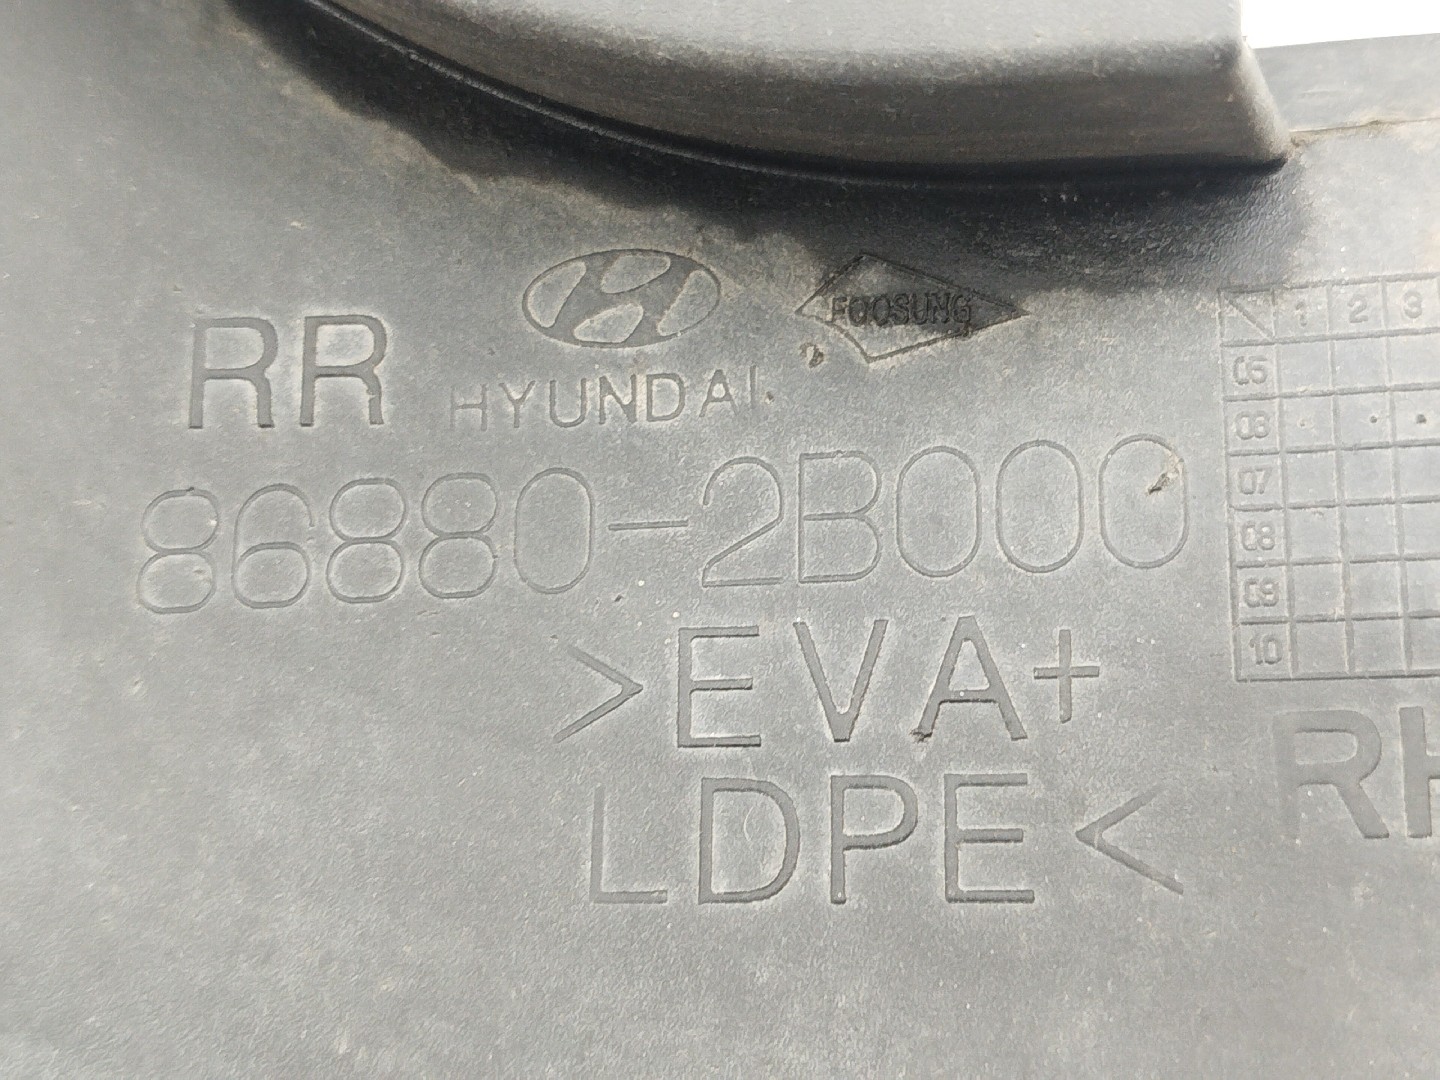 RR
HYUNDAI
FOOSUNG
86880-2B000
>EVA+
LDPE<
1 2 3
05
06
07
08
09
10